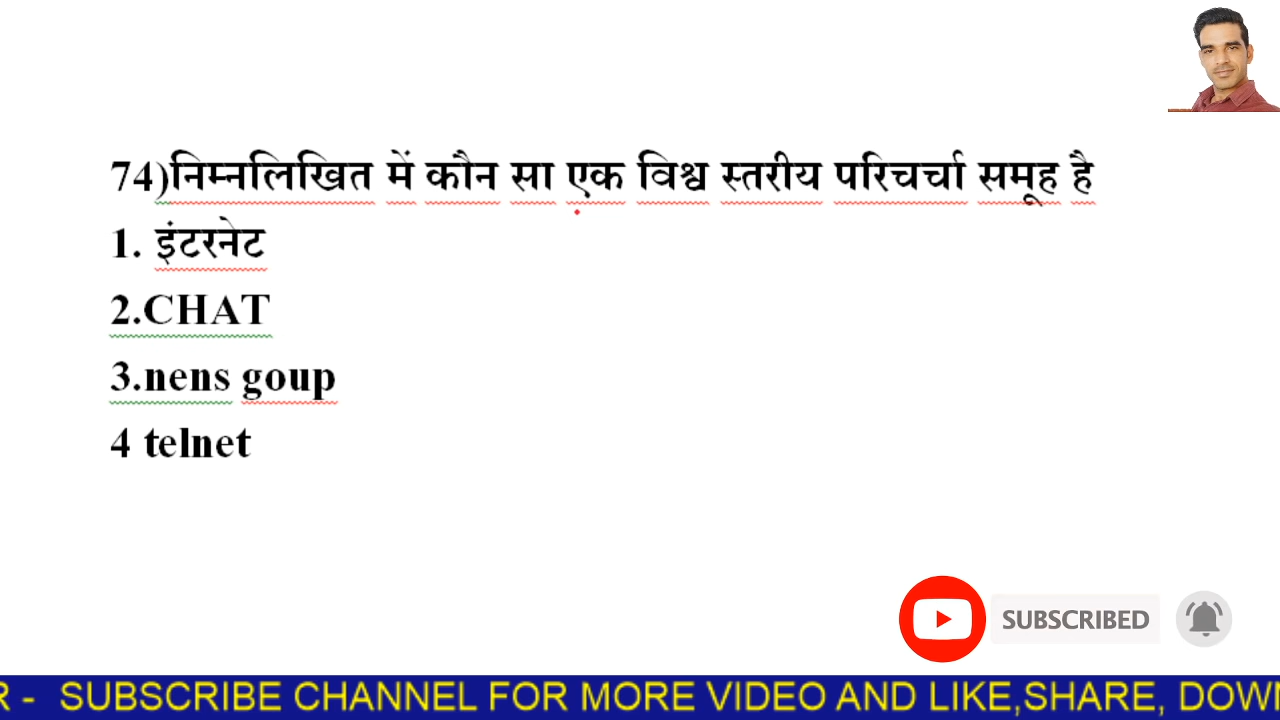 74)निम्नलिखित में कौन सा एक विश्व स्तरीय परिचर्चा समूह है
1. इंटरनेट
2.CHAT
3.nens goup
4 telnet
SUBSCRIBED
R - SUBSCRIBE CHANNEL FOR MORE VIDEO AND LIKE,SHARE, DOW